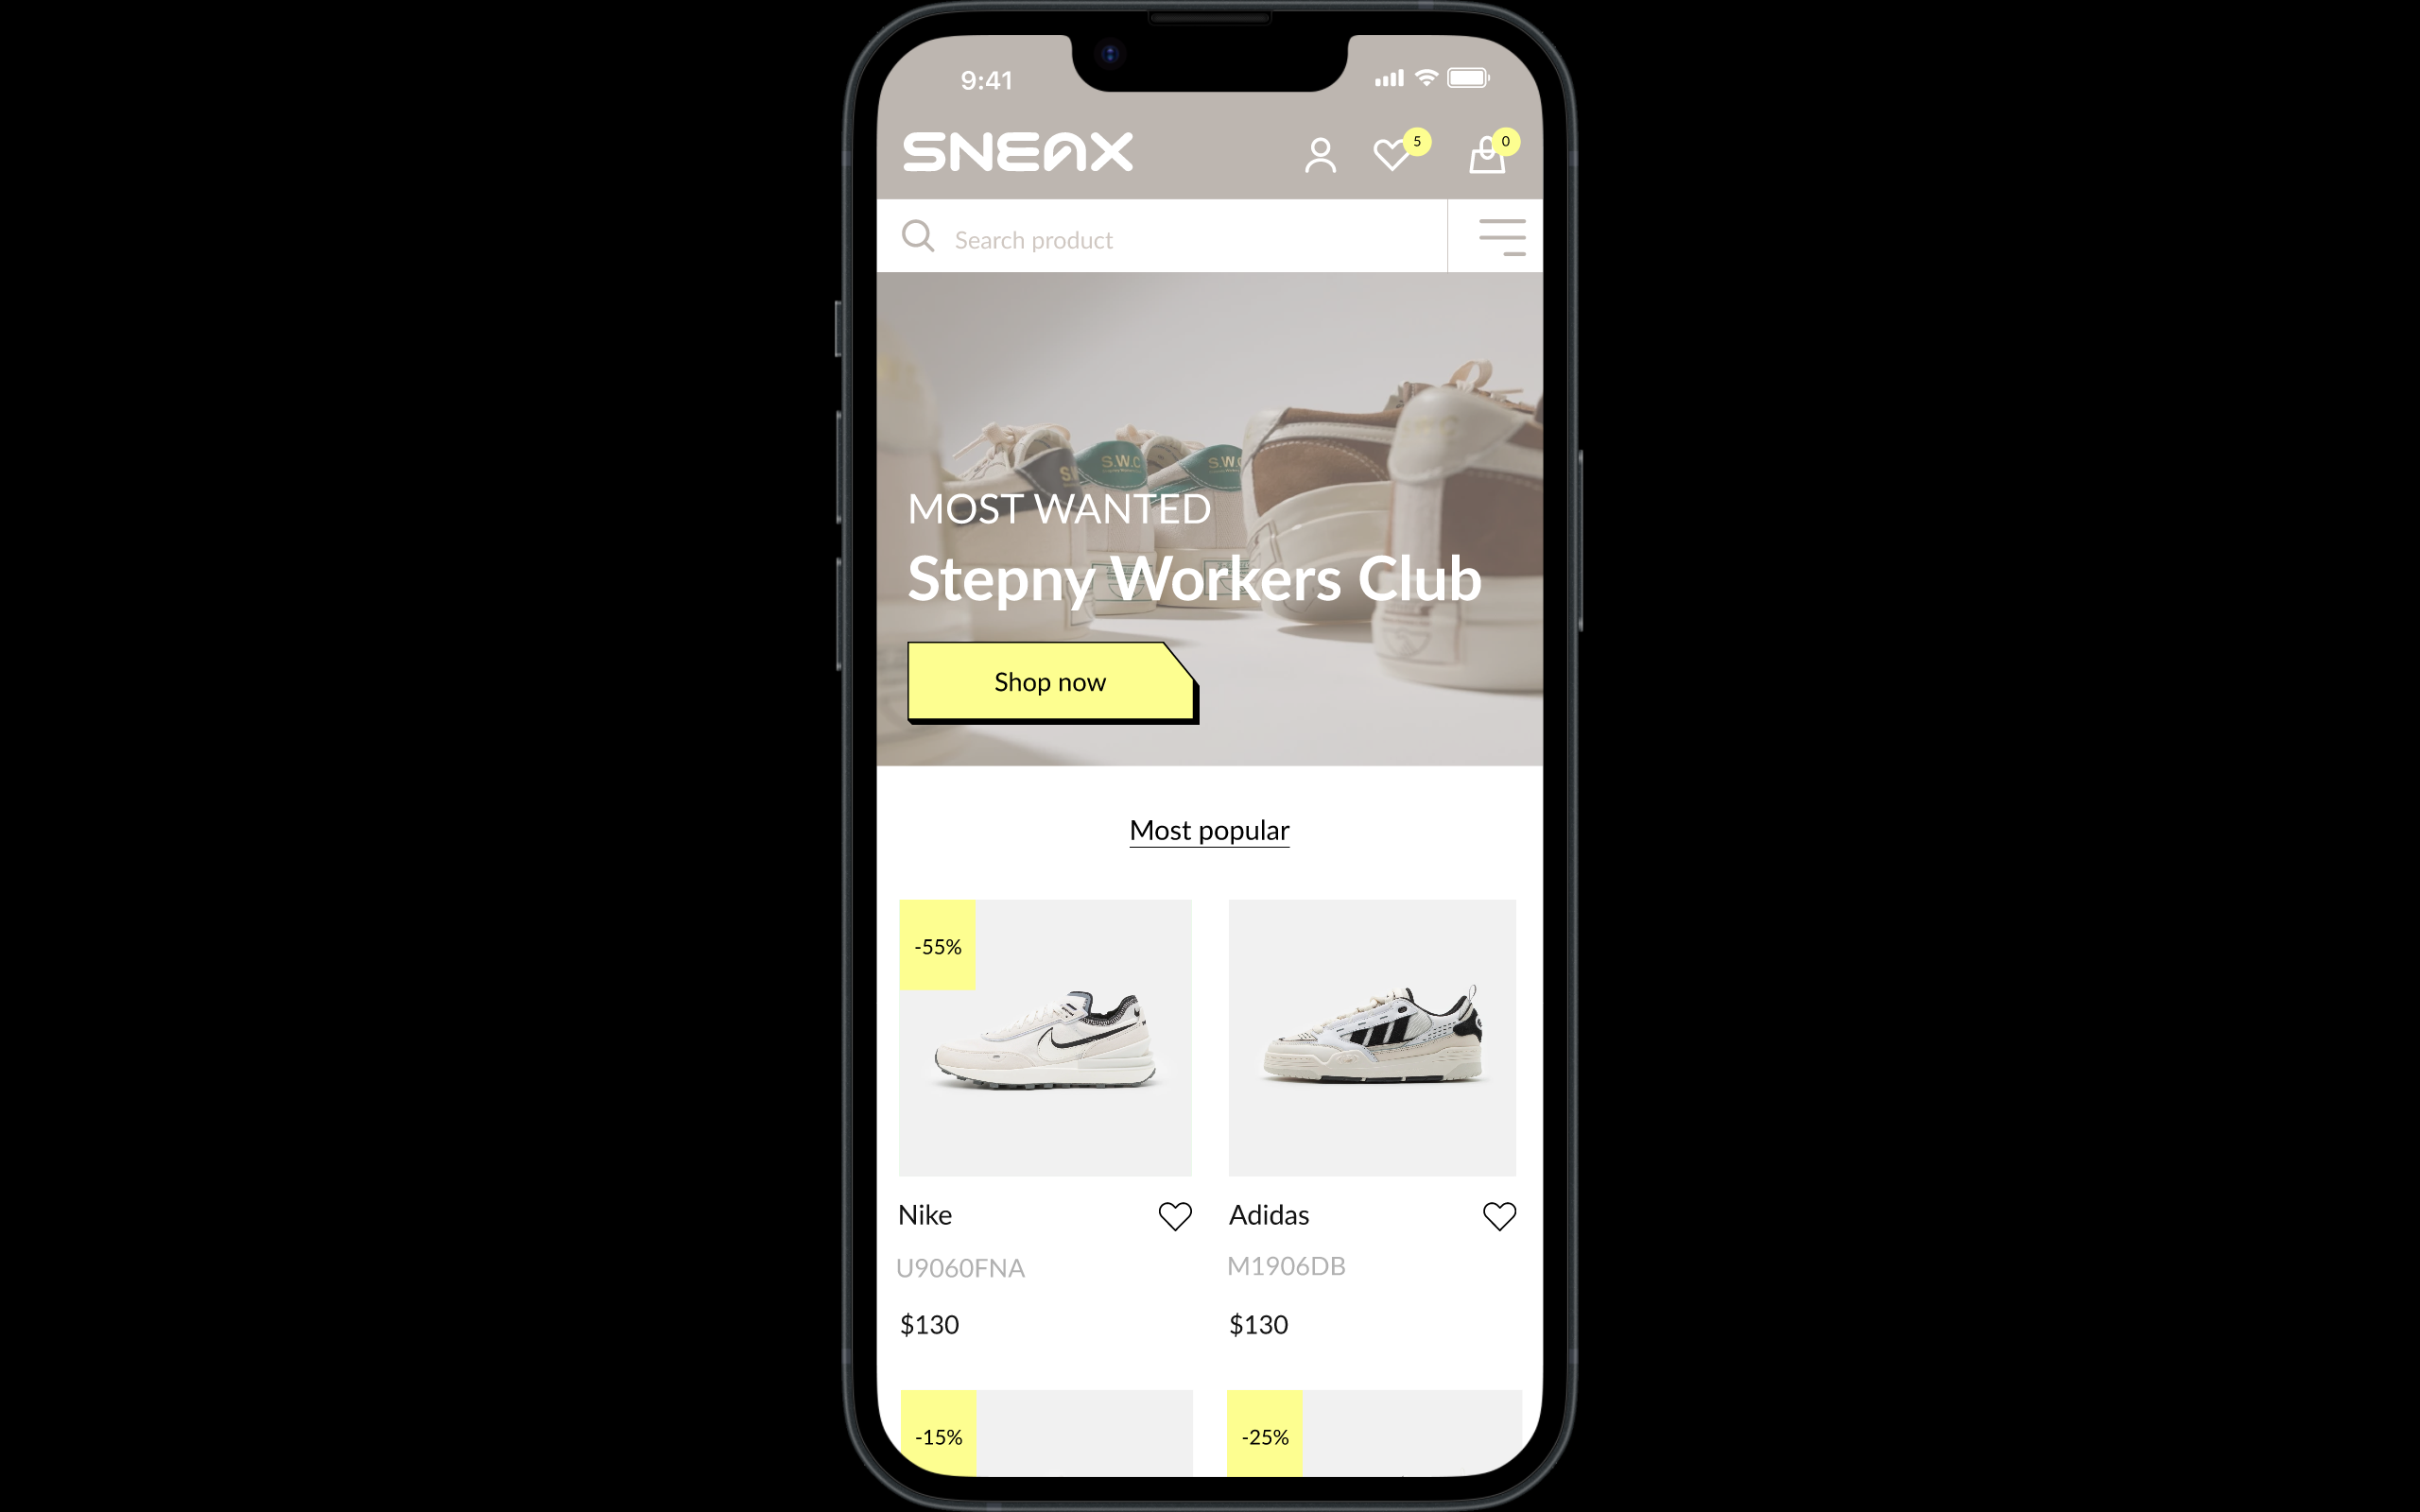 9:41
SNEAX
5
0
Search product
S.W.C
S.W.C
MOST WANTED
Stepny Workers Club
Shop now
Most popular
-55%
Nike
Adidas
U9060FNA
M1906DB
$130
$130
-15%
-25%